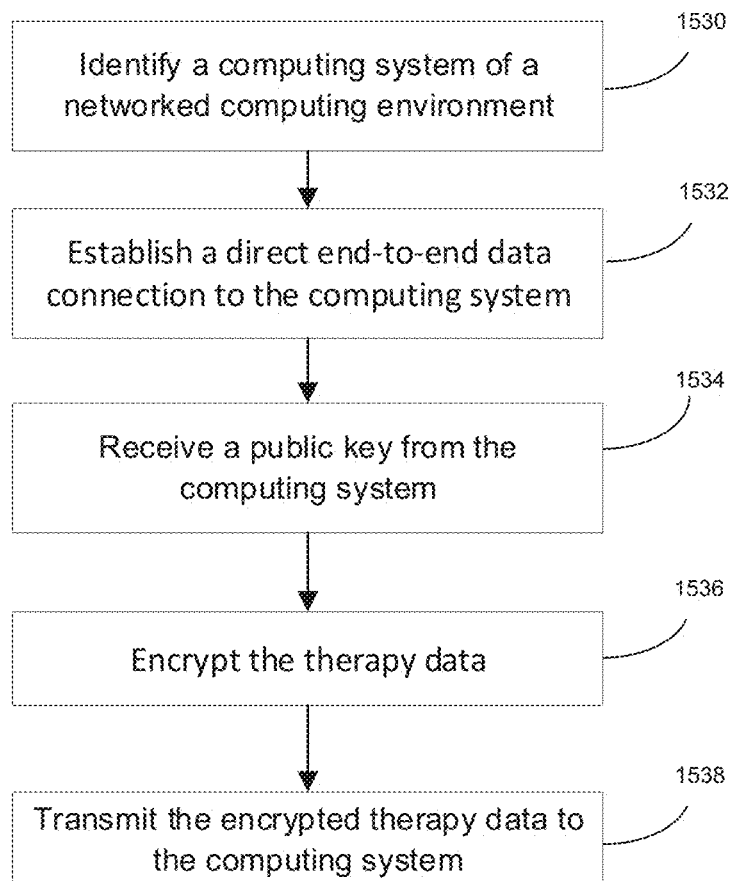 1530
Identify a computing system of a
networked computing environment
1532
Establish a direct end-to-end data
connection to the computing system
1534
Receive a public key from the
computing system
1536
Encrypt the therapy data
1538
Transmit the encrypted therapy data to
the computing system